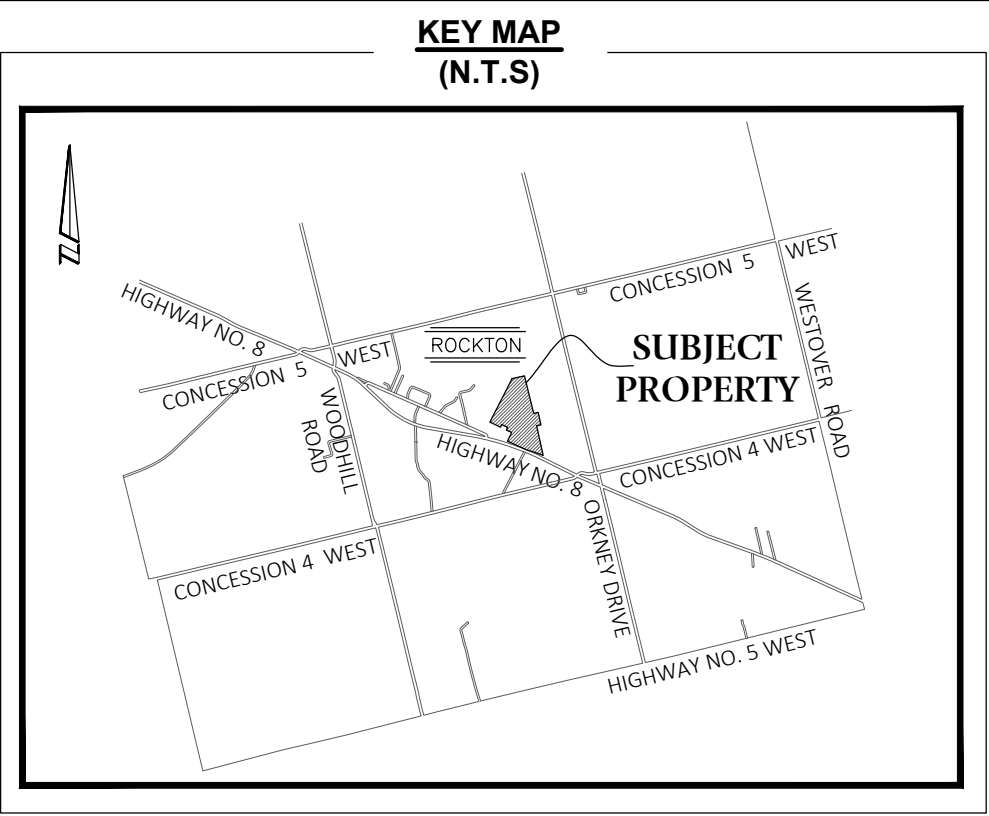 KEY MAP
(N.T.S)
N
HIGHWAY NO. 8
CONCESSION 5
WEST
ROCKTON
CONCESSION 5
WEST
SUBJECT
PROPERTY
WESTOVER ROAD
WOODHILL
ROAD
HIGHWAY NO. 8
CONCESSION 4 WEST
ORKNEY DRIVE
CONCESSION 4 WEST
HIGHWAY NO. 5 WEST